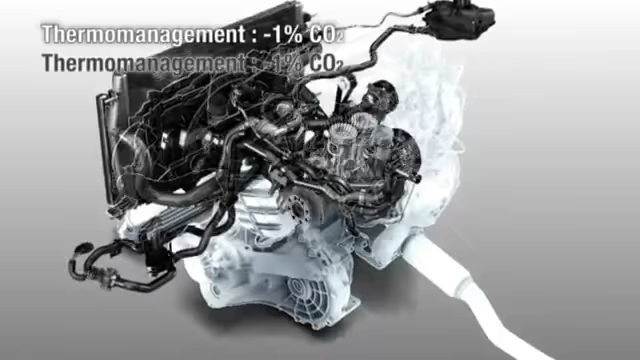 Thermomanagement : -1% CO₂
Thermomanagement : -1% CO₂